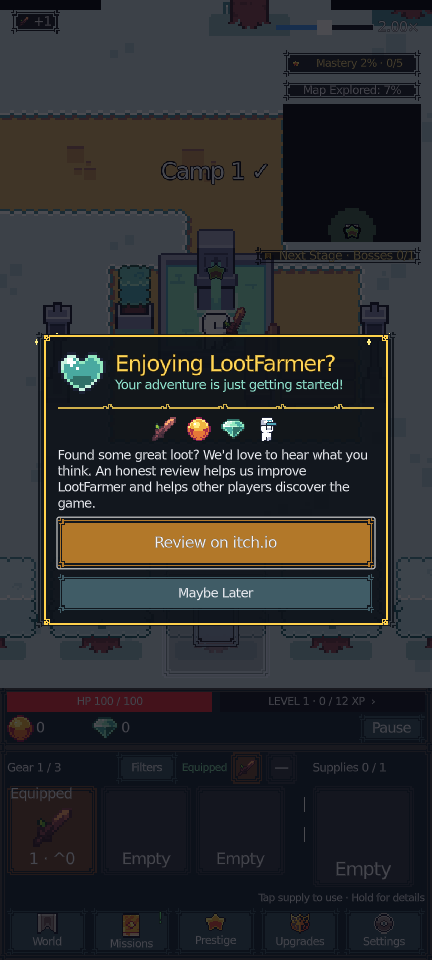 +1
2.00x
Mastery 2% · 0/5
Map Explored: 7%
Camp 1 ✓
Next Stage · Bosses 0/1
Enjoying LootFarmer?
Your adventure is just getting started!
Found some great loot? We'd love to hear what you
think. An honest review helps us improve
LootFarmer and helps other players discover the
game.
Review on itch.io
Maybe Later
HP 100 / 100
LEVEL 1 · 0 / 12 XP ›
0
0
Pause
Gear 1 / 3
Filters
Equipped
—
Supplies 0 / 1
Equipped
1 · ^0
Empty
Empty
Empty
Tap supply to use · Hold for details
World
Missions
!
Prestige
Upgrades
Settings